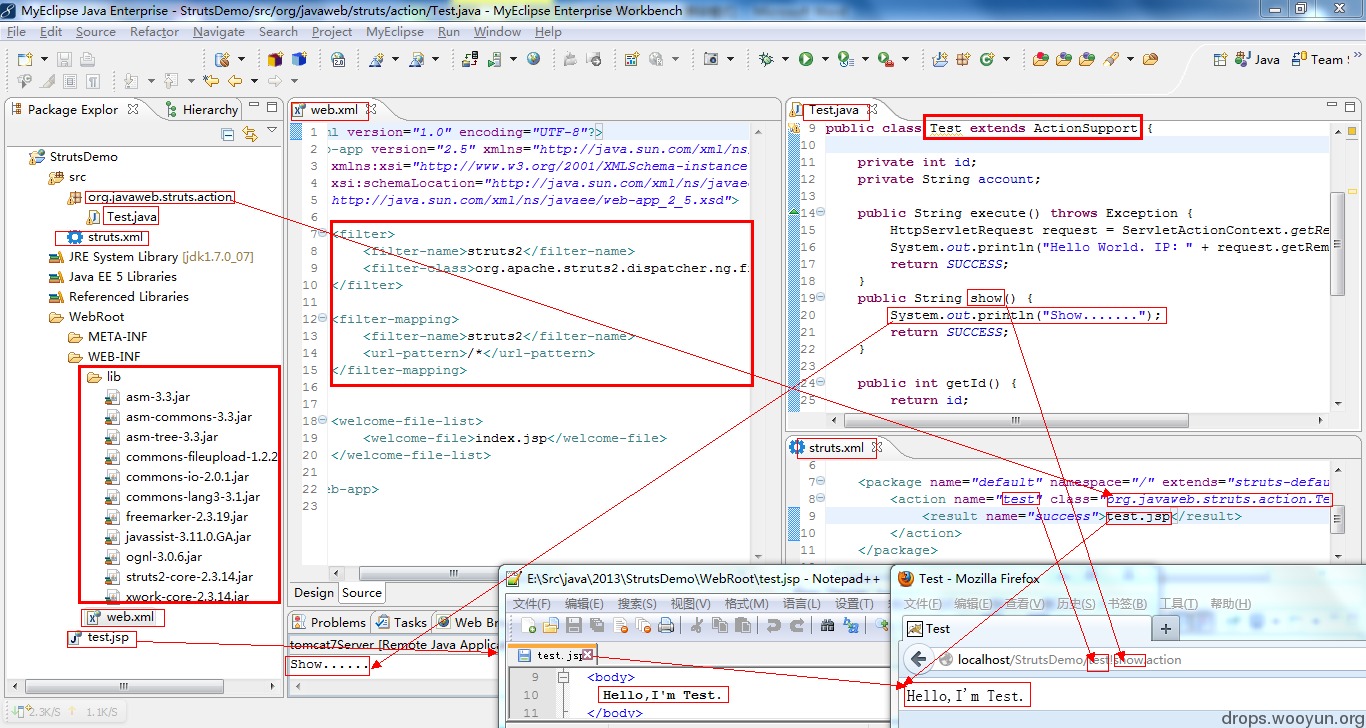 MyEclipse Java Enterprise - StrutsDemo/src/org/javaweb/struts/action/Test.java - MyEclipse Enterprise Workbench
File Edit Source Refactor Navigate Search Project MyEclipse Run Window Help
Java
Team
Package Explor
Hierarchy
StrutsDemo
src
org.javaweb.struts.action
Test.java
struts.xml
JRE System Library [jdk1.7.0_07]
Java EE 5 Libraries
Referenced Libraries
WebRoot
META-INF
WEB-INF
lib
asm-3.3.jar
asm-commons-3.3.jar
asm-tree-3.3.jar
commons-fileupload-1.2.2
commons-io-2.0.1.jar
commons-lang3-3.1.jar
freemarker-2.3.19.jar
javassist-3.11.0.GA.jar
ognl-3.0.6.jar
struts2-core-2.3.14.jar
xwork-core-2.3.14.jar
web.xml
test.jsp
2.3K/S 1.1K/S
web.xml
1 ml version="1.0" encoding="UTF-8"?>
2 b-app version="2.5" xmlns="http://java.sun.com/xml/ns
3 xmlns:xsi="http://www.w3.org/2001/XMLSchema-instance
4 xsi:schemaLocation="http://java.sun.com/xml/ns/javaee
5 http://java.sun.com/xml/ns/javaee/web-app_2_5.xsd">
6
7 <filter>
8 <filter-name>struts2</filter-name>
9 <filter-class>org.apache.struts2.dispatcher.ng.fi
10 </filter>
11
12 <filter-mapping>
13 <filter-name>struts2</filter-name>
14 <url-pattern>/*</url-pattern>
15 </filter-mapping>
16
17
18 <welcome-file-list>
19 <welcome-file>index.jsp</welcome-file>
20 </welcome-file-list>
21
22 eb-app>
23
Design Source
Problems Tasks Web Br
tomcat7Server [Remote Java Applica
Show.......
Test.java
9 public class Test extends ActionSupport {
10
11 private int id;
12 private String account;
13
14 public String execute() throws Exception {
15 HttpServletRequest request = ServletActionContext.getRe
16 System.out.println("Hello World. IP: " + request.getRem
17 return SUCCESS;
18 }
19 public String show() {
20 System.out.println("Show.......");
21 return SUCCESS;
22 }
23
24 public int getId() {
25 return id;
struts.xml
6
7 <package name="default" namespace="/" extends="struts-defau
8 <action name="test" class="org.javaweb.struts.action.Te
9 <result name="success">test.jsp</result>
10 </action>
11 </package>
E:\Src\java\2013\StrutsDemo\WebRoot\test.jsp - Notepad++
文件(F) 编辑(E) 搜索(S) 视图(V) 格式(M) 语言(L) 设置(T)
test.jsp
9 <body>
10 Hello,I'm Test.
11 </body>
Test - Mozilla Firefox
文件(F) 编辑(E) 查看(V) 历史(S) 书签(B) 工具(T) 帮助(H)
Test
localhost/StrutsDemo/test!show.action
Hello,I'm Test.
drops.wooyun.org